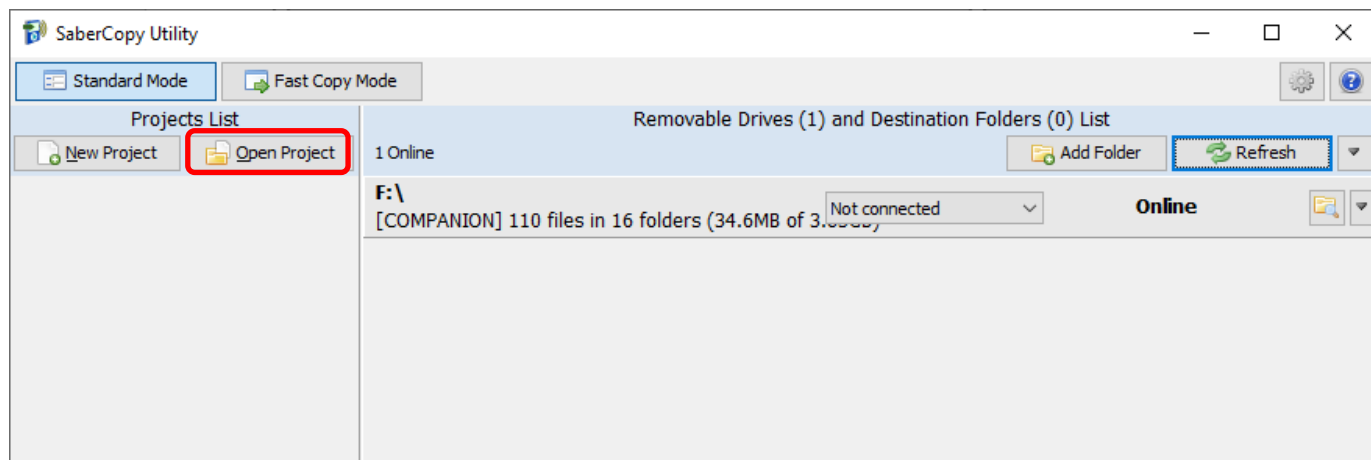 SaberCopy Utility
Standard Mode
Fast Copy Mode
Projects List
Removable Drives (1) and Destination Folders (0) List
New Project
Open Project
1 Online
Add Folder
Refresh
F:\
[COMPANION] 110 files in 16 folders (34.6MB of
Not connected
Online